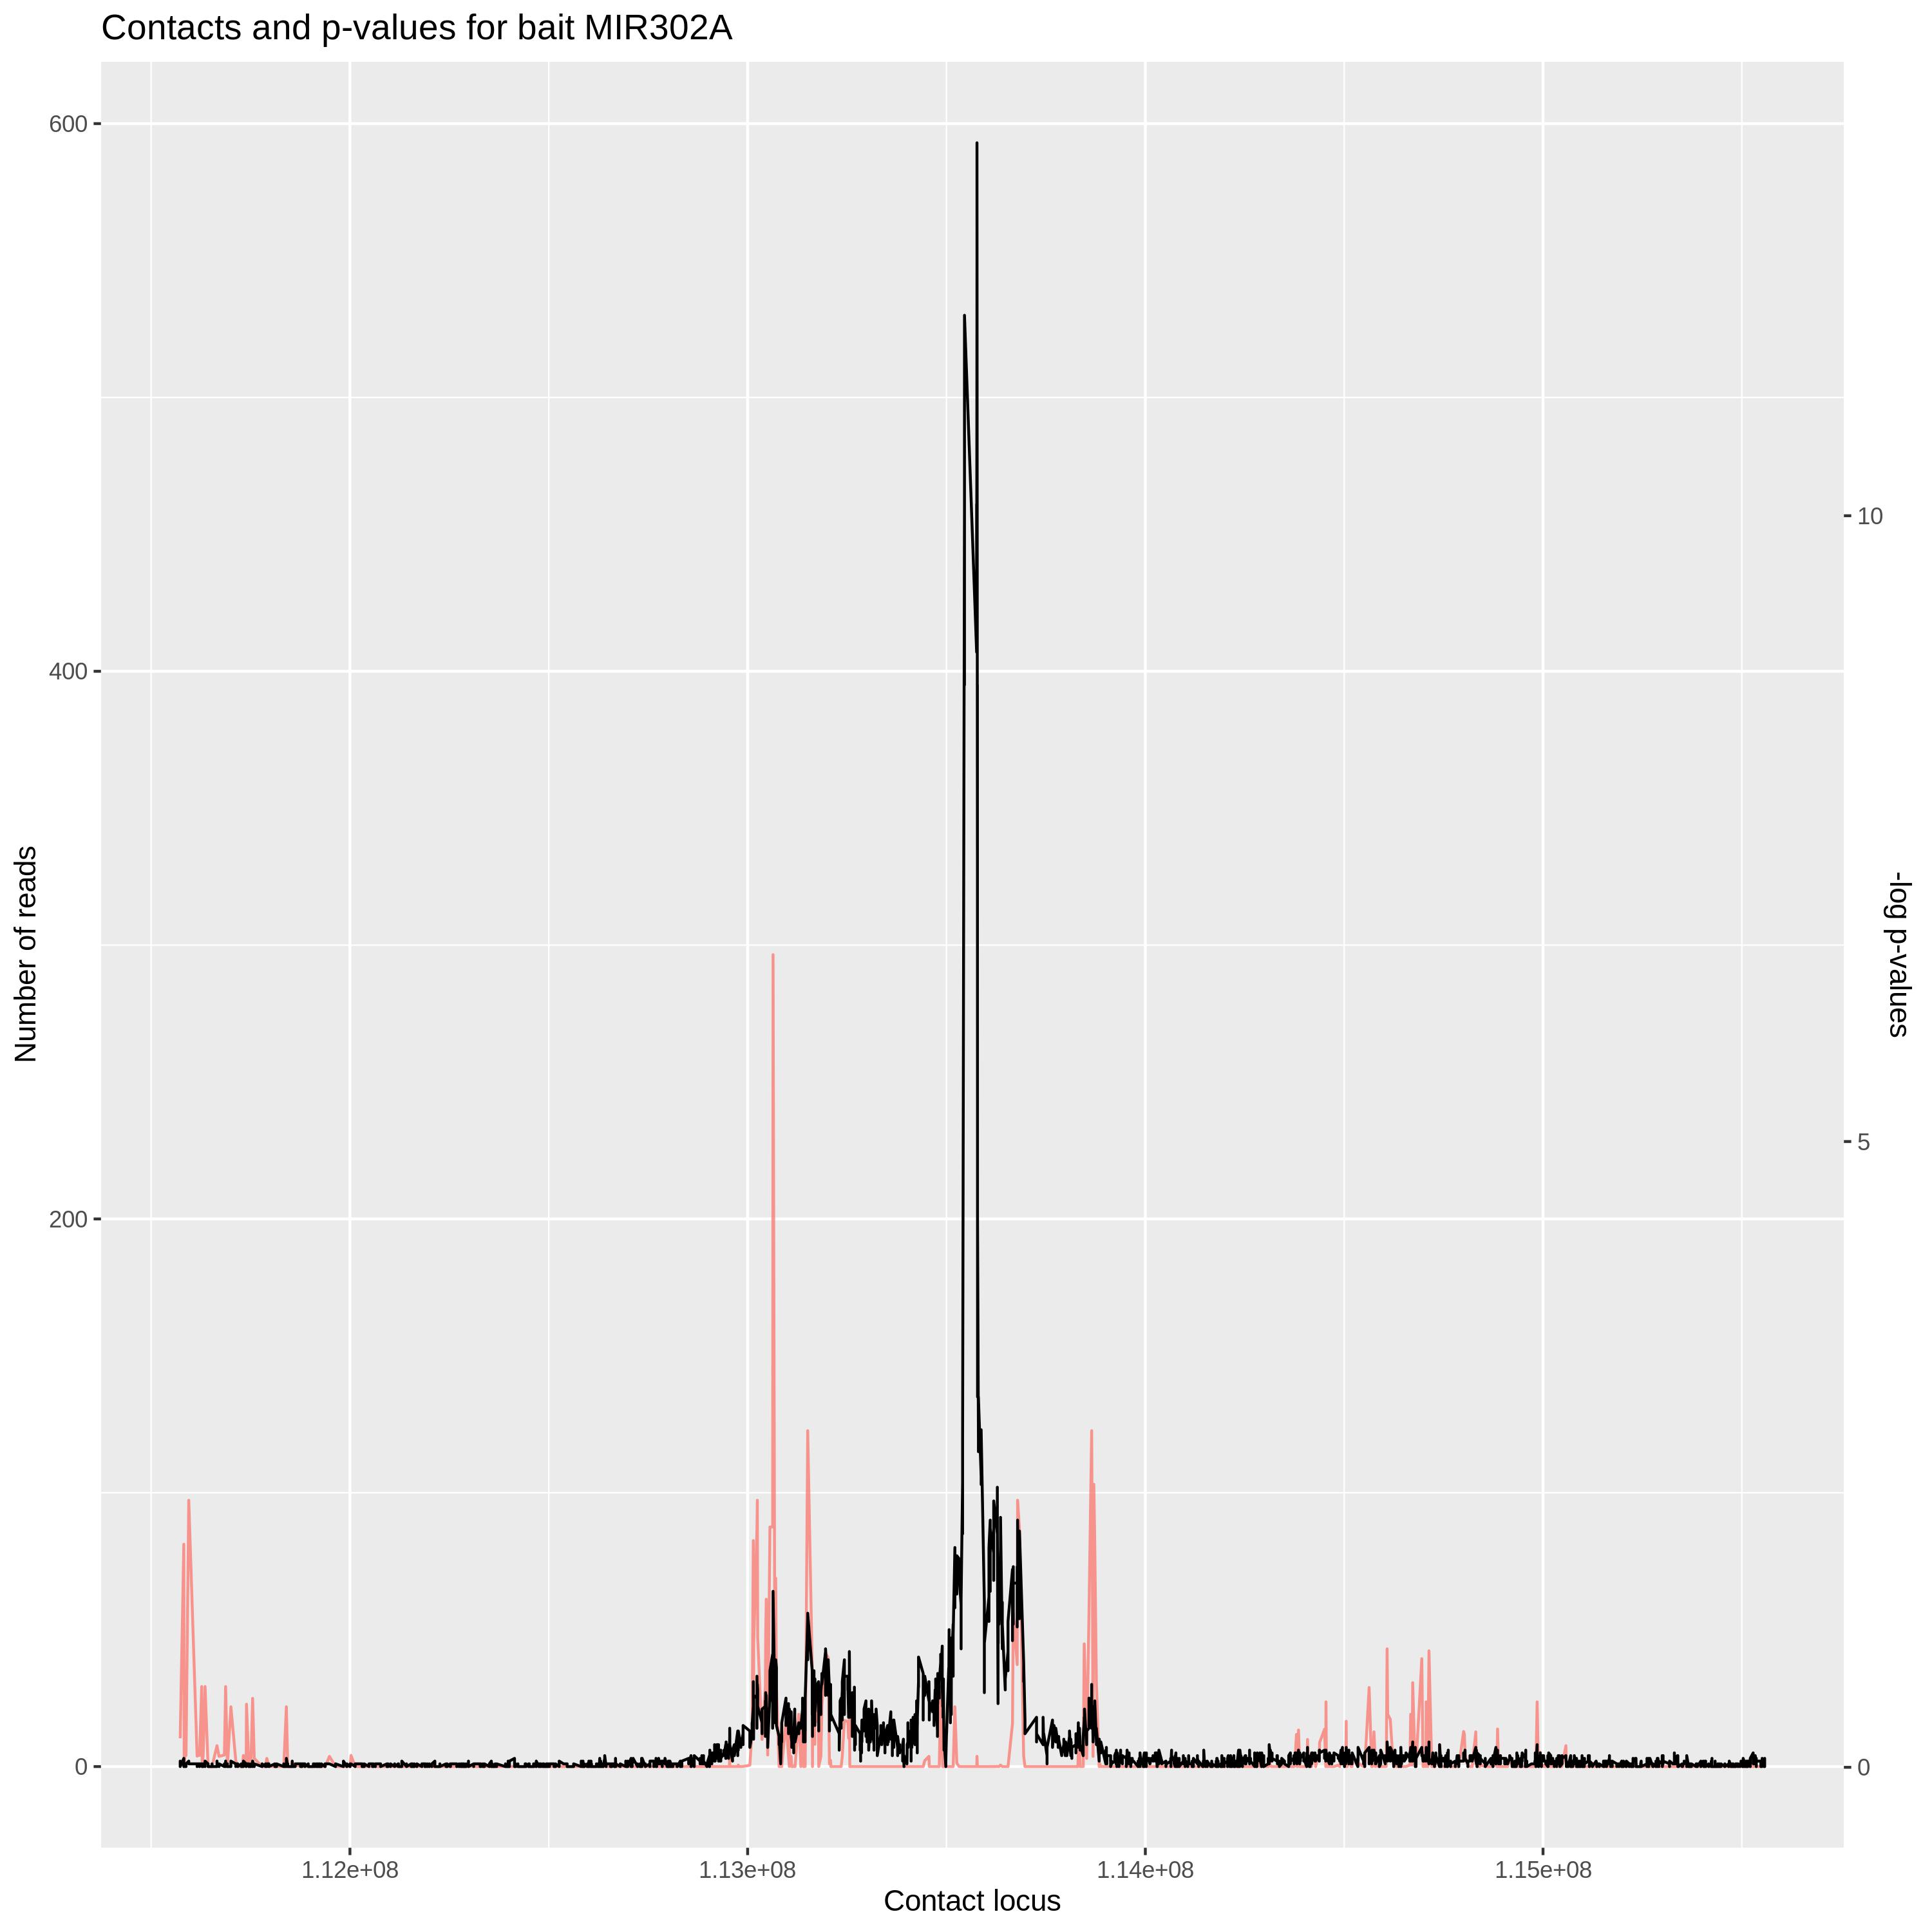 Contacts and p-values for bait MIR302A
600
400
200
0
Number of reads
10
5
0
-log p-values
1.12e+08
1.13e+08
1.14e+08
1.15e+08
Contact locus